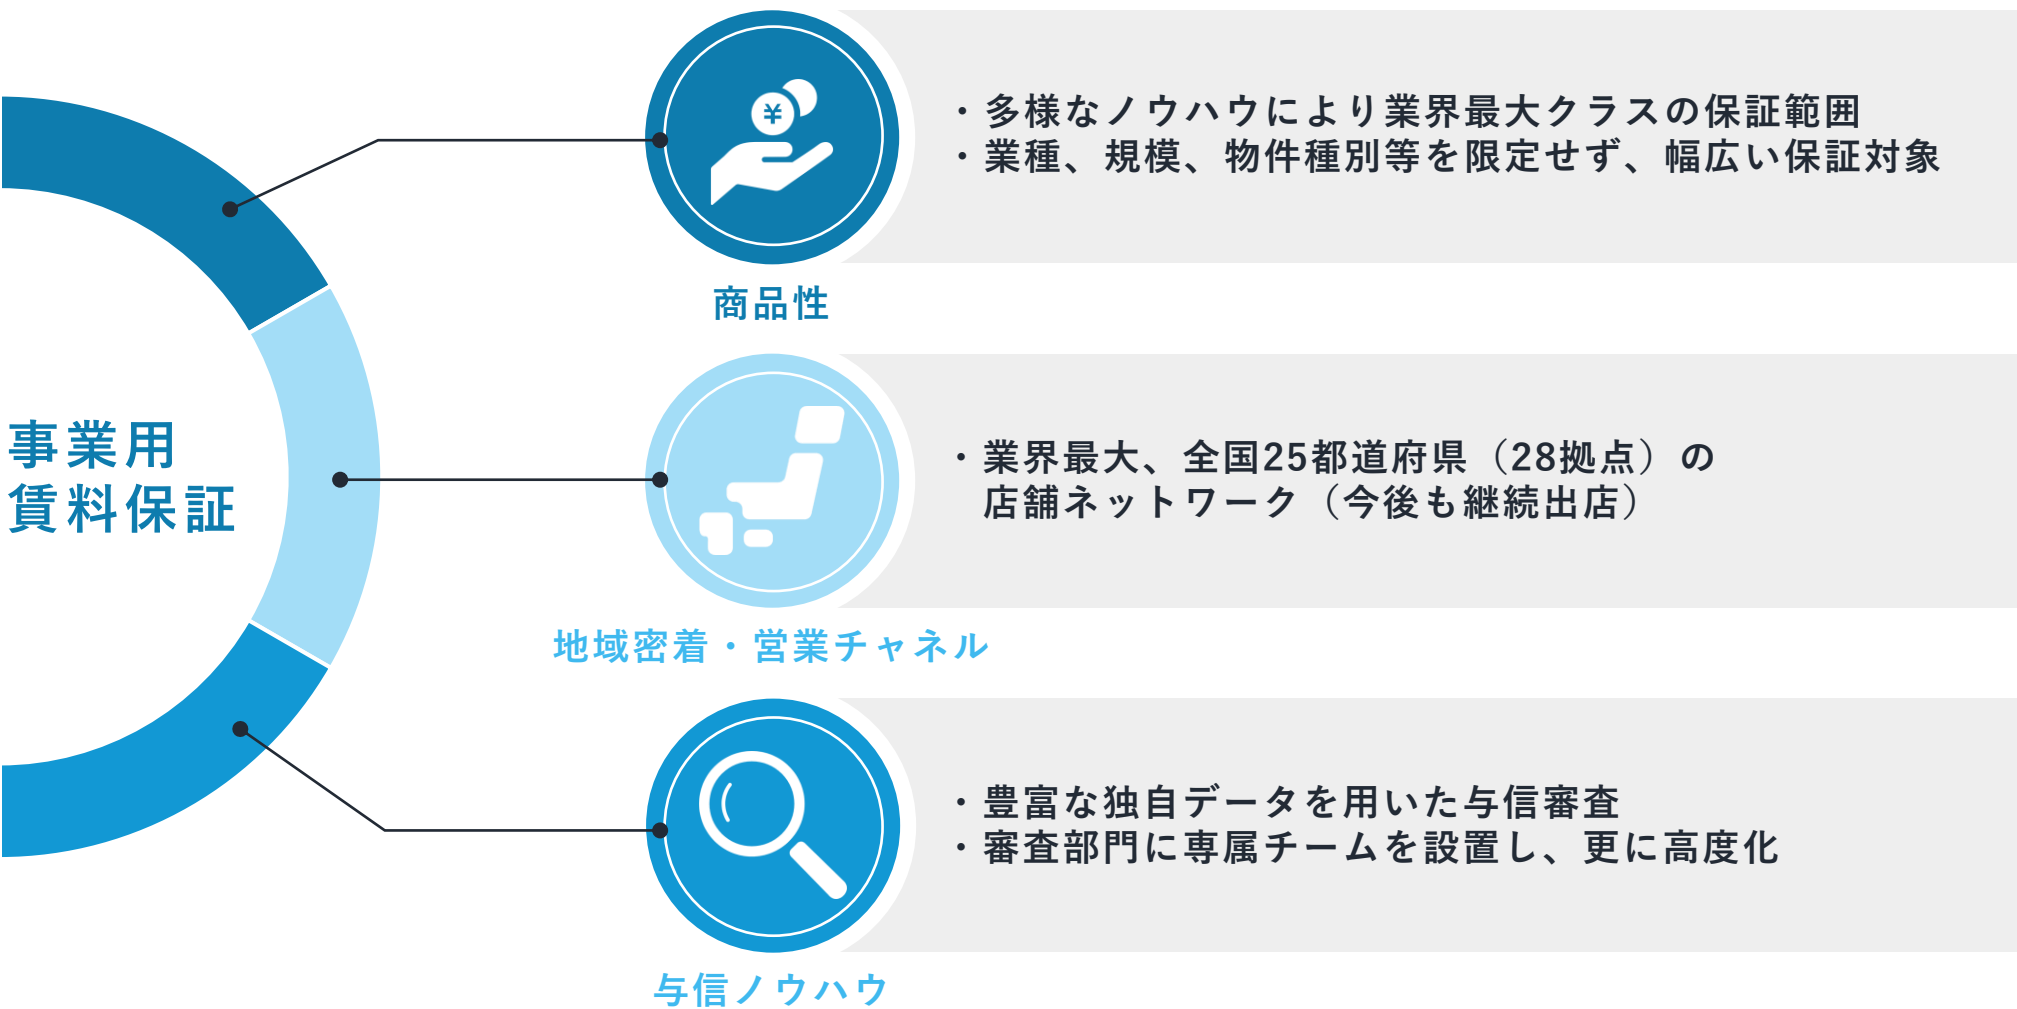 事業用
賃料保証
¥
・多様なノウハウにより業界最大クラスの保証範囲
・業種、規模、物件種別等を限定せず、幅広い保証対象
商品性
・業界最大、全国25都道府県（28拠点）の
店舗ネットワーク（今後も継続出店）
地域密着・営業チャネル
・豊富な独自データを用いた与信審査
・審査部門に専属チームを設置し、更に高度化
与信ノウハウ